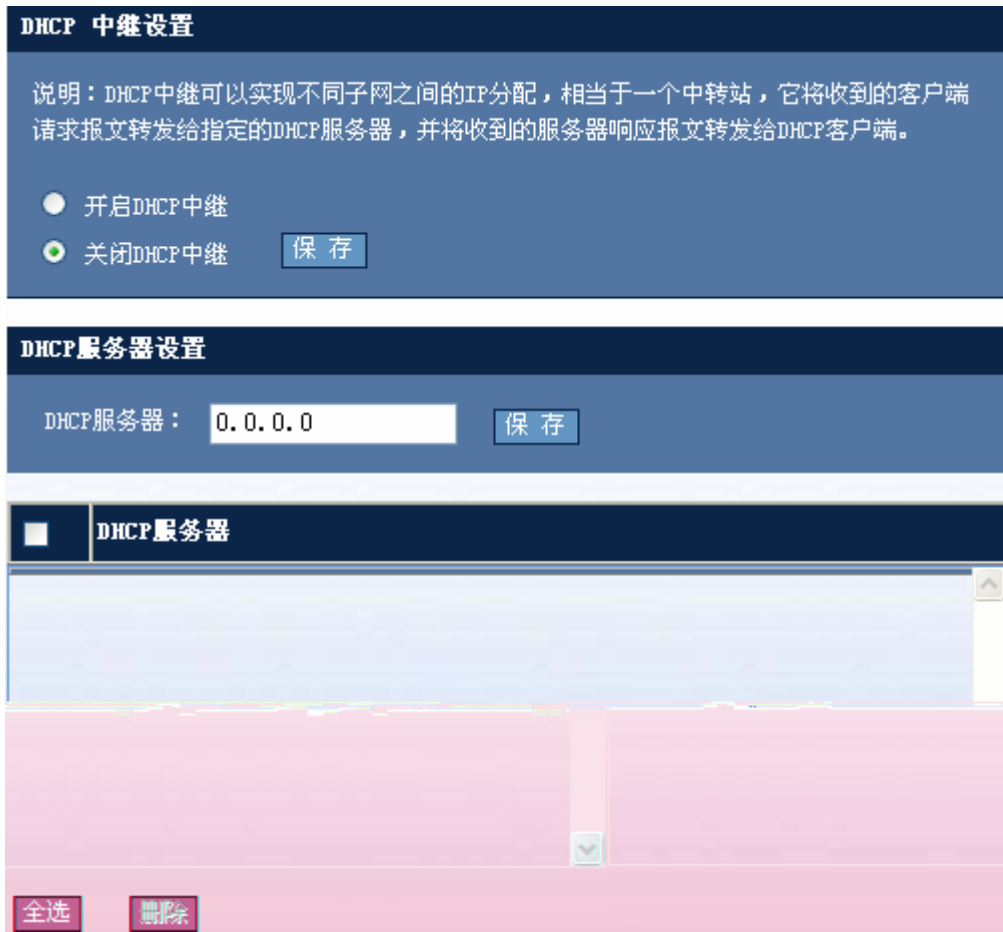 DHCP 中继设置
说明：DHCP中继可以实现不同子网之间的IP分配，相当于一个中转站，它将收到的客户端
请求报文转发给指定的DHCP服务器，并将收到的服务器响应报文转发给DHCP客户端。
开启DHCP中继
关闭DHCP中继 保 存
DHCP服务器设置
DHCP服务器： 0.0.0.0 保 存
DHCP服务器
全选 删除